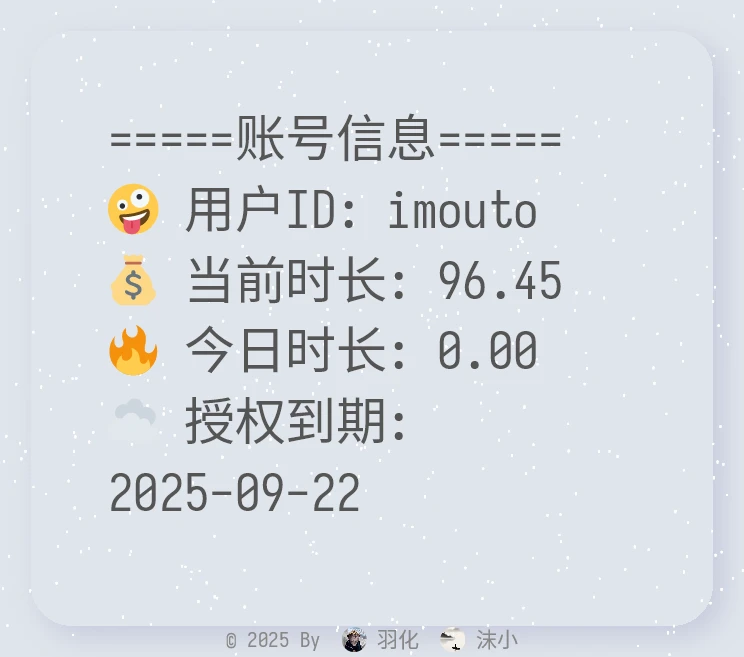 =====账号信息=====
🤪 用户ID: imouto
💰 当前时长: 96.45
🔥 今日时长: 0.00
☁️ 授权到期:
2025-09-22
© 2025 By 羽化 沫小